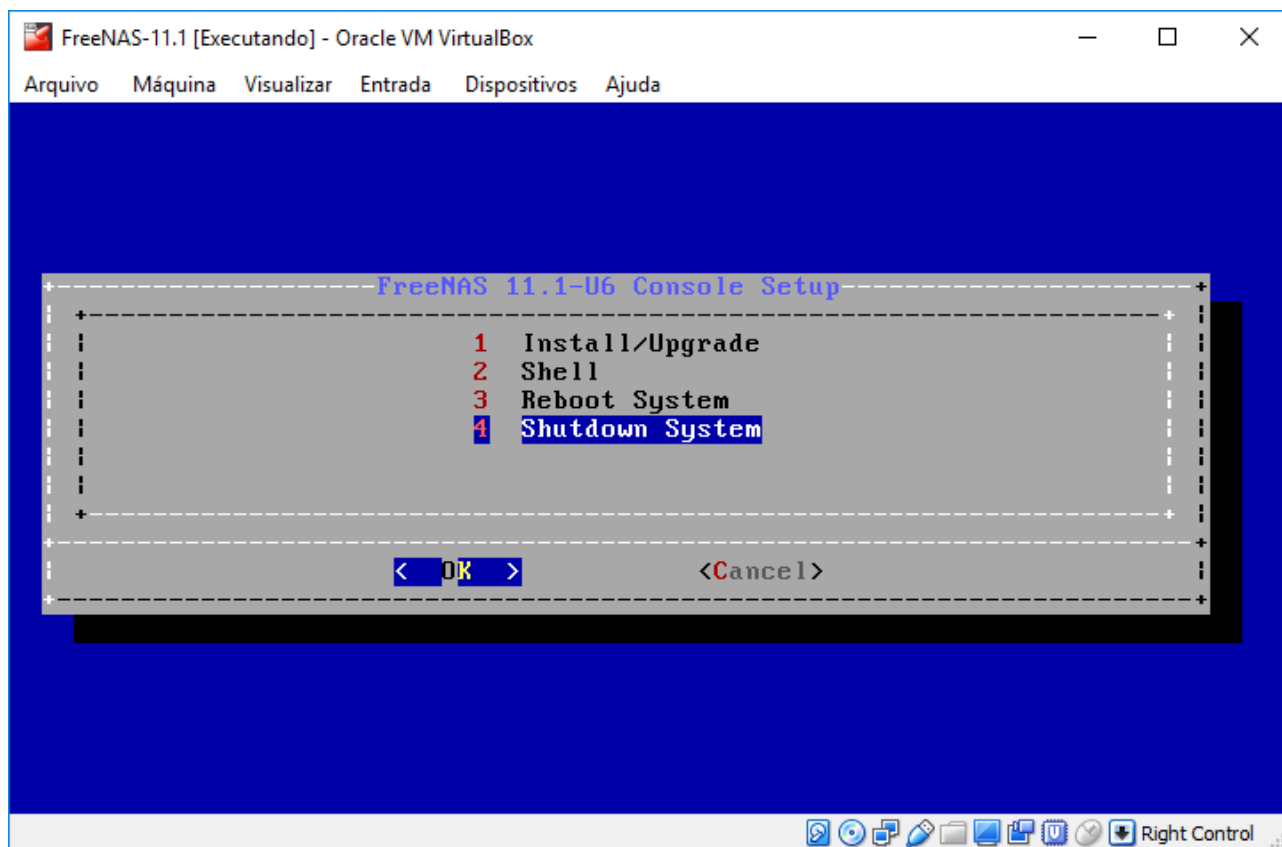 FreeNAS-11.1 [Executando] - Oracle VM VirtualBox
Arquivo Máquina Visualizar Entrada Dispositivos Ajuda
FreeNAS 11.1-U6 Console Setup
1 Install/Upgrade
2 Shell
3 Reboot System
4 Shutdown System
< OK > <Cancel>
Right Control